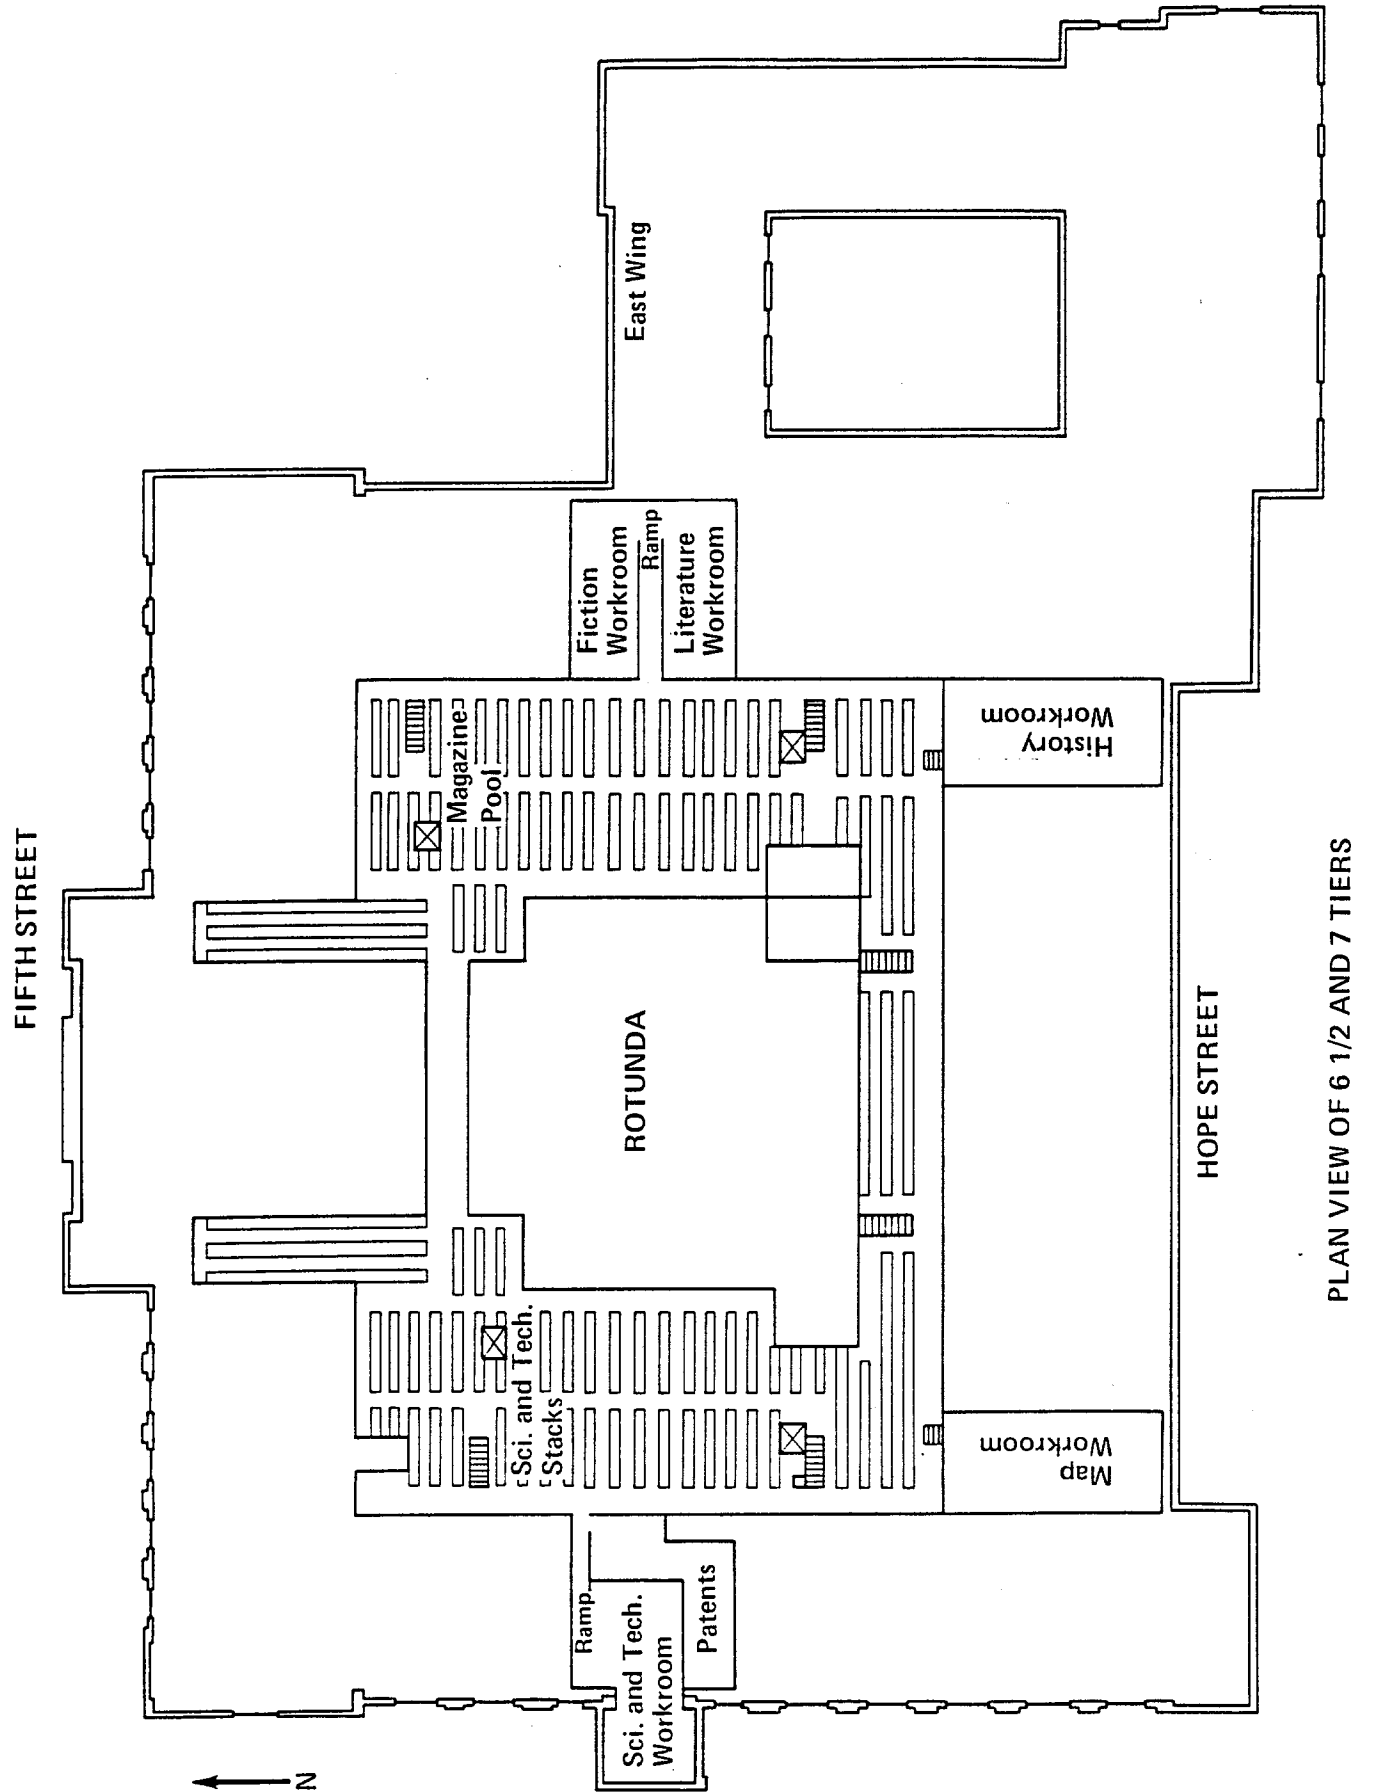 FIFTH STREET
East Wing
Fiction
Workroom
Ramp
Literature
Workroom
Magazine
Pool
History
Workroom
ROTUNDA
Sci. and Tech.
Stacks
Map
Workroom
Ramp
Sci. and Tech.
Workroom
Patents
HOPE STREET
PLAN VIEW OF 6 1/2 AND 7 TIERS
N